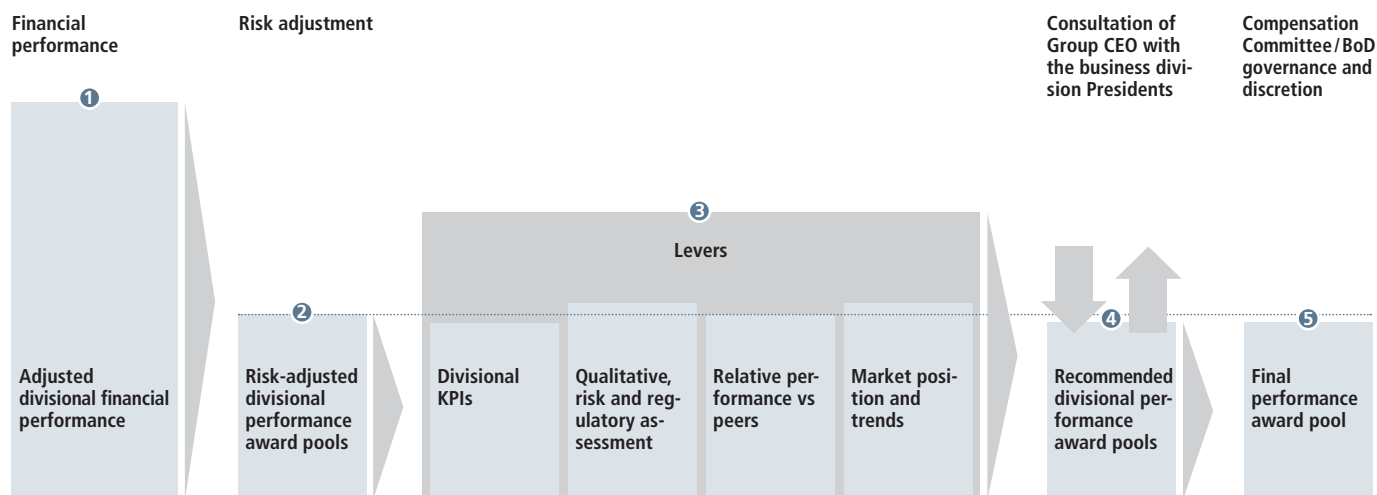 Financial
performance
Risk adjustment
Consultation of
Group CEO with
the business divi-
sion Presidents
Compensation
Committee/BoD
governance and
discretion
1
Adjusted
divisional financial
performance
2
Risk-adjusted
divisional
performance
award pools
3
Levers
Divisional
KPIs
Qualitative,
risk and reg-
ulatory as-
sessment
Relative per-
formance vs
peers
Market posi-
tion and
trends
4
Recommended
divisional per-
formance
award pools
5
Final
performance
award pool